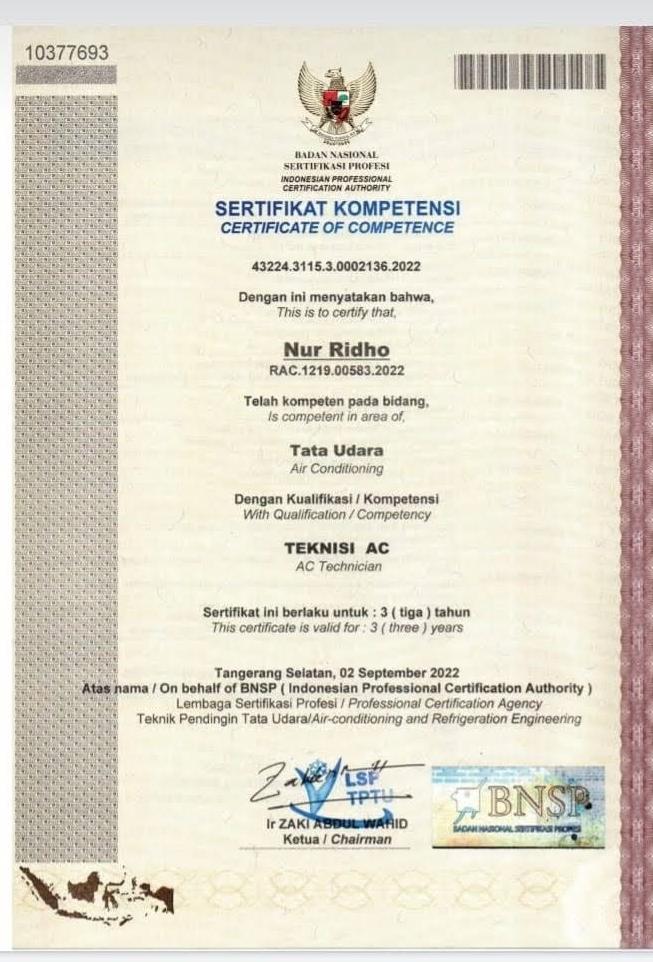 10377693
BADAN NASIONAL
SERTIFIKASI PROFESI
INDONESIAN PROFESSIONAL
CERTIFICATION AUTHORITY
SERTIFIKAT KOMPETENSI
CERTIFICATE OF COMPETENCE
43224.3115.3.0002136.2022
Dengan ini menyatakan bahwa,
This is to certify that,
Nur Ridho
RAC.1219.00583.2022
Telah kompeten pada bidang,
Is competent in area of,
Tata Udara
Air Conditioning
Dengan Kualifikasi / Kompetensi
With Qualification / Competency
TEKNISI AC
AC Technician
Sertifikat ini berlaku untuk : 3 ( tiga ) tahun
This certificate is valid for : 3 ( three ) years
Tangerang Selatan, 02 September 2022
Atas nama / On behalf of BNSP ( Indonesian Professional Certification Authority )
Lembaga Sertifikasi Profesi / Professional Certification Agency
Teknik Pendingin Tata Udara/Air-conditioning and Refrigeration Engineering
LSP
TPTU
BNSP
BADAN NASIONAL SERTIFIKASI PROFESI
Ir ZAKI ABDUL WAHID
Ketua / Chairman